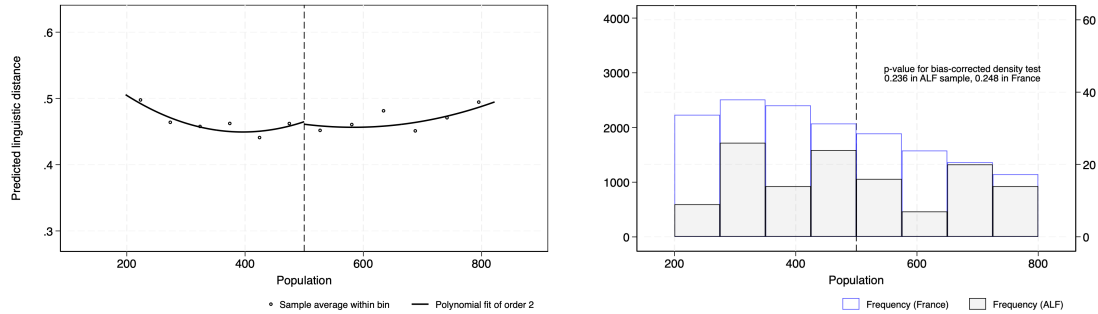 Predicted linguistic distance
.6
.5
.4
.3
200 400 600 800
Population
Sample average within bin Polynomial fit of order 2
4000
3000
2000
1000
0
60
40
20
0
p-value for bias-corrected density test
0.236 in ALF sample, 0.248 in France
200 400 600 800
Population
Frequency (France) Frequency (ALF)